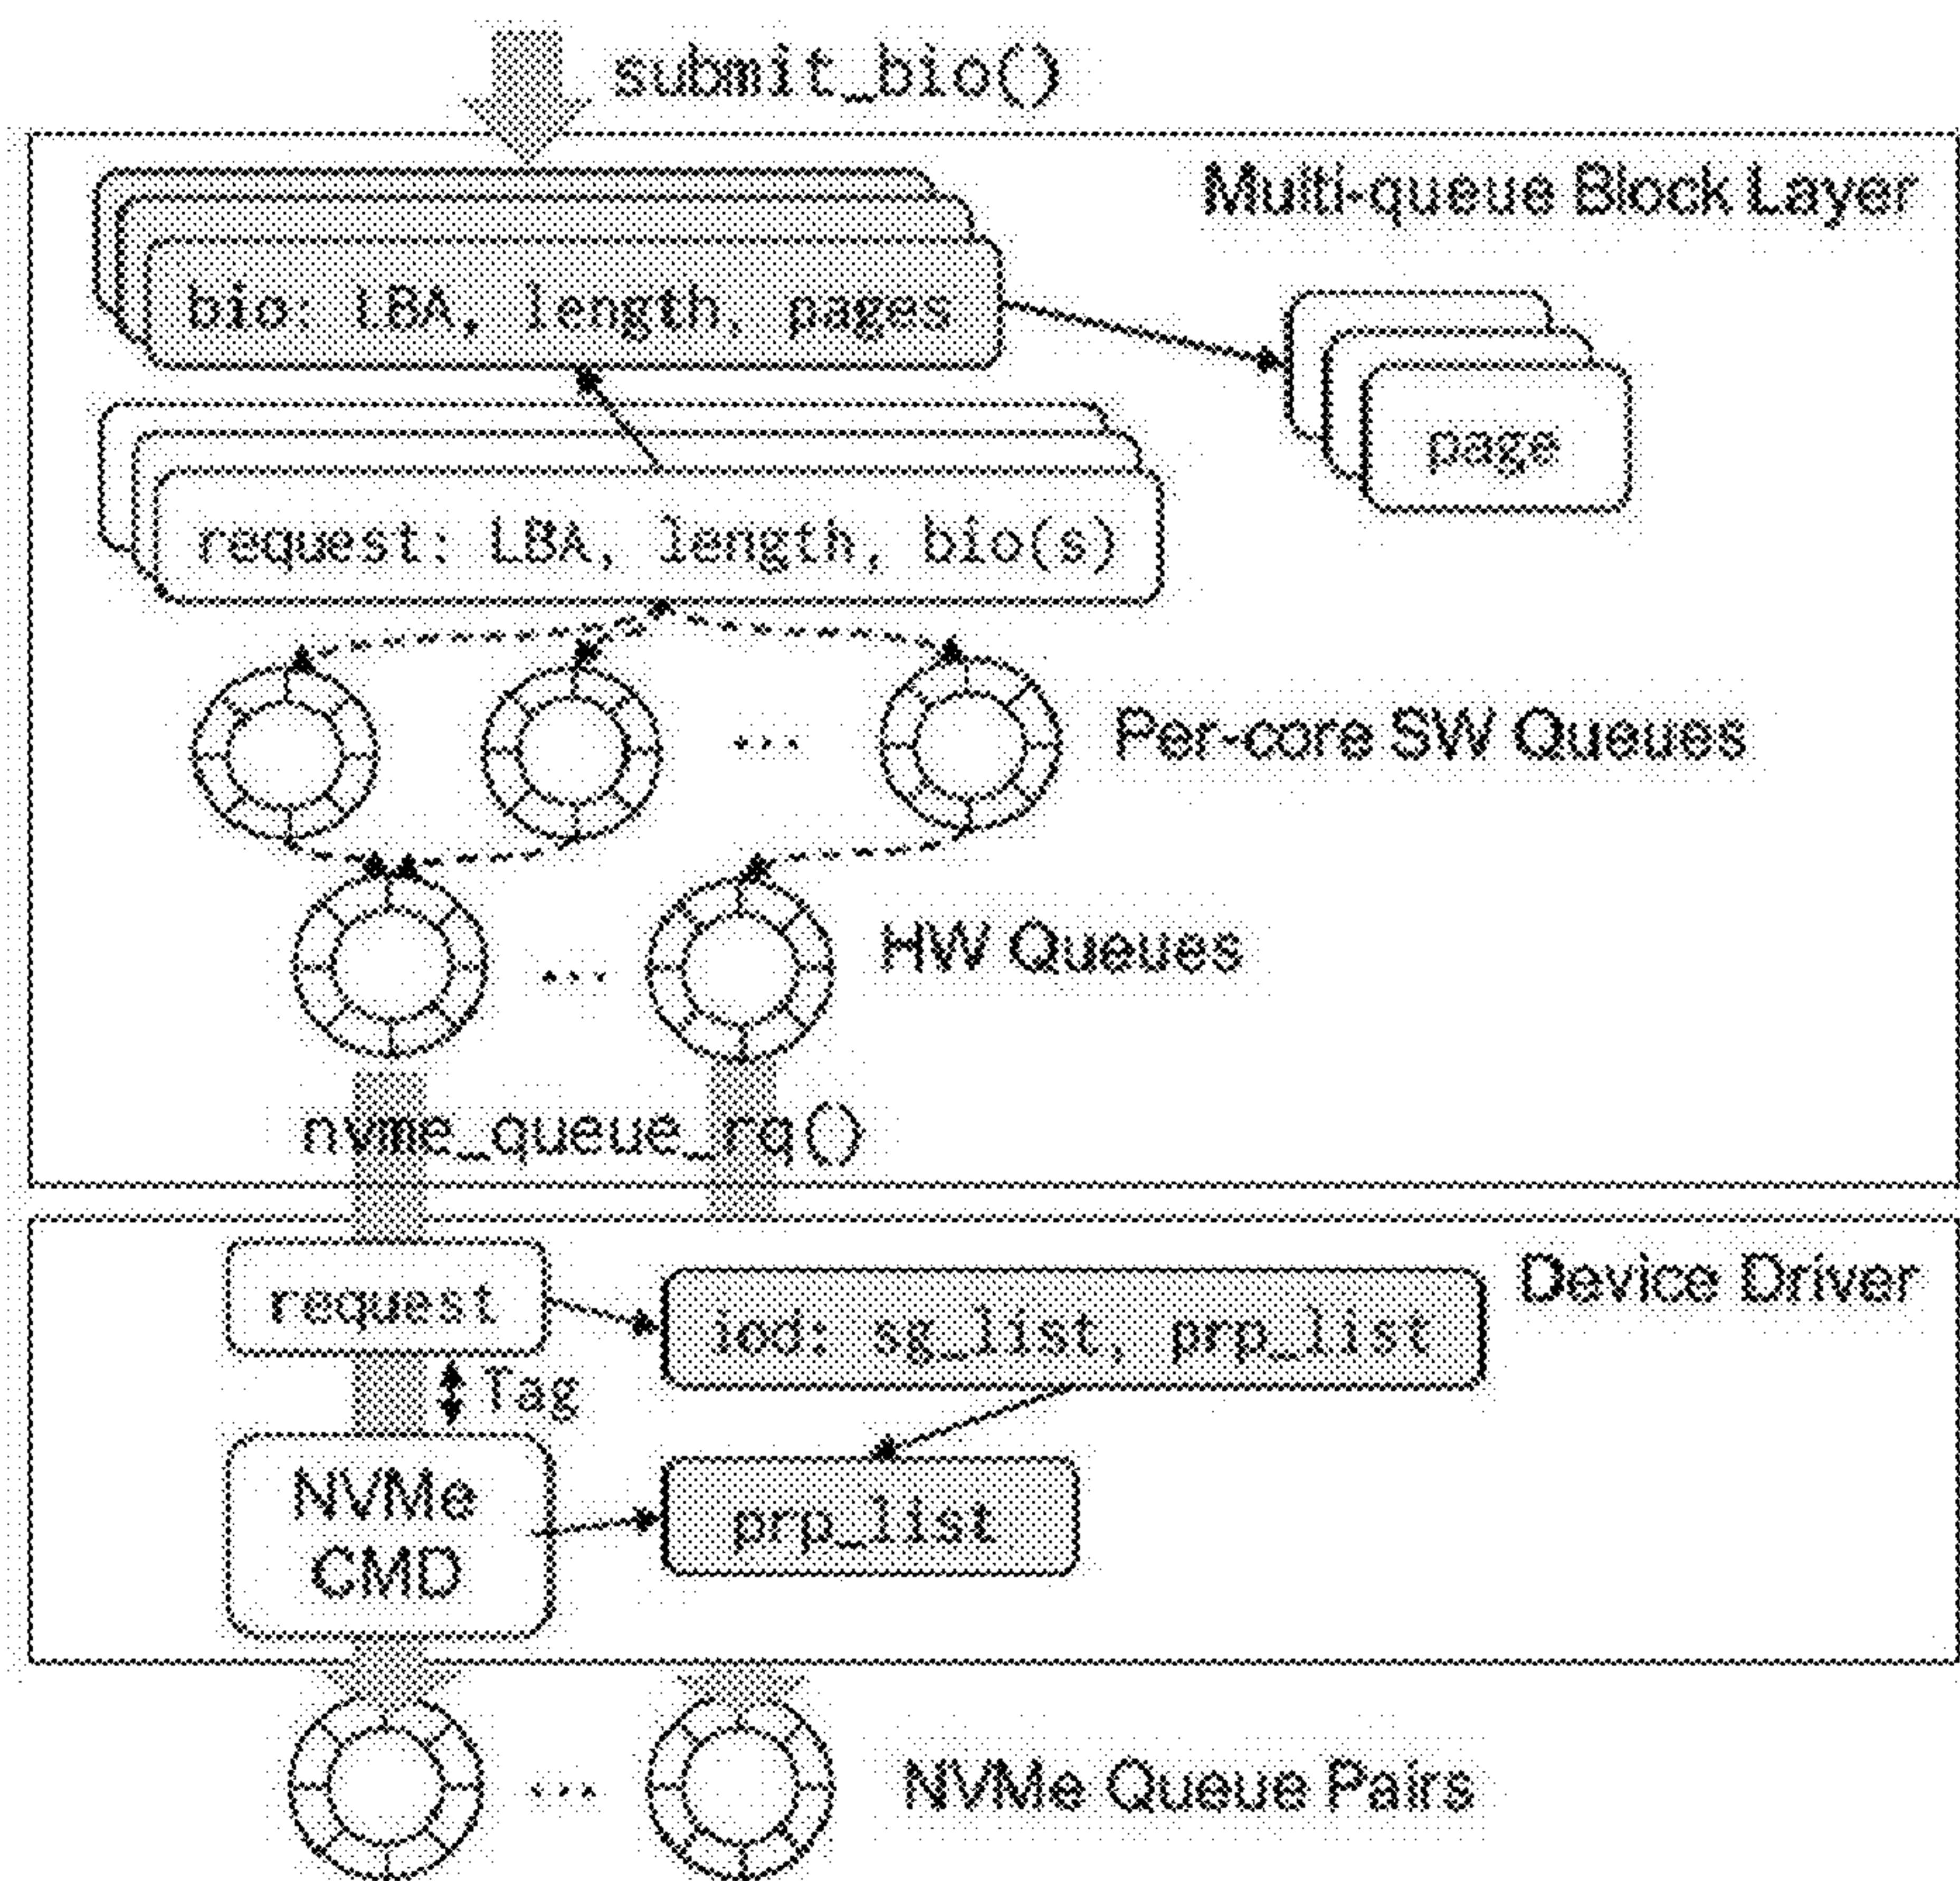 submit_bio()
Multi-queue Block Layer
bio: LBA, length, pages
page
request: LBA, length, bio(s)
...
Per-core SW Queues
...
HW Queues
nvme_queue_rq()
Device Driver
request
iod: sg_list, prp_list
Tag
NVMe
CMD
prp_list
...
NVMe Queue Pairs